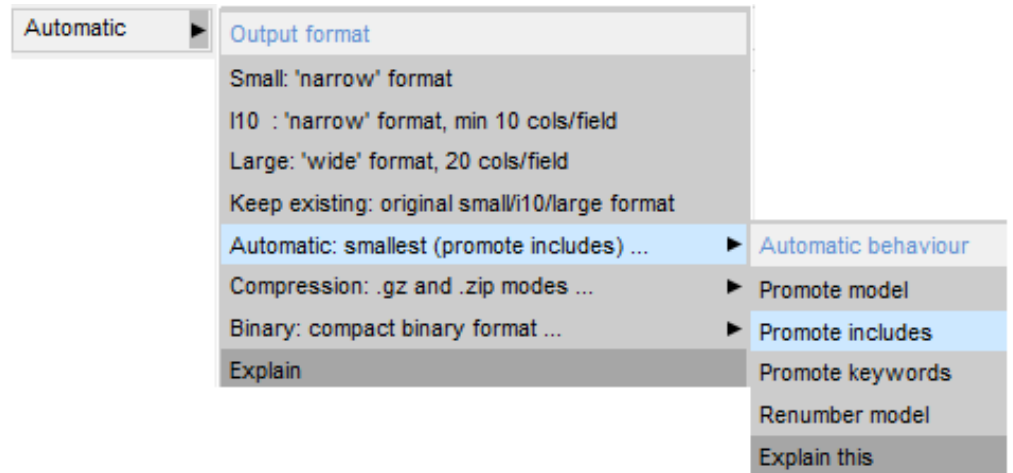 Automatic
Output format
Small: 'narrow' format
I10 : 'narrow' format, min 10 cols/field
Large: 'wide' format, 20 cols/field
Keep existing: original small/i10/large format
Automatic: smallest (promote includes) ...
Compression: .gz and .zip modes ...
Binary: compact binary format ...
Explain
Automatic behaviour
Promote model
Promote includes
Promote keywords
Renumber model
Explain this